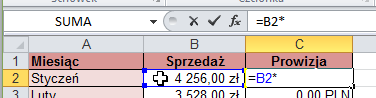 SUMA fx =B2*
A B C
1 Miesiąc Sprzedaż Prowizja
2 Styczeń 4 256,00 zł =B2*
3 Luty 3 528,00 zł 0,00 PLN